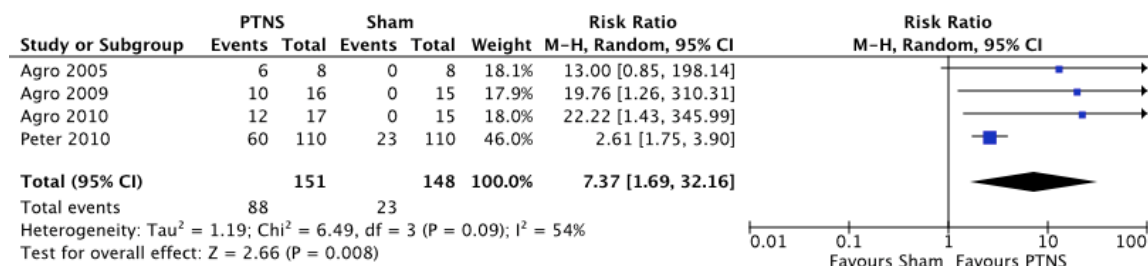 PTNS Sham Risk Ratio Risk Ratio
Study or Subgroup Events Total Events Total Weight M-H, Random, 95% CI M-H, Random, 95% CI
Agro 2005 6 8 0 8 18.1% 13.00 [0.85, 198.14]
Agro 2009 10 16 0 15 17.9% 19.76 [1.26, 310.31]
Agro 2010 12 17 0 15 18.0% 22.22 [1.43, 345.99]
Peter 2010 60 110 23 110 46.0% 2.61 [1.75, 3.90]
Total (95% CI) 151 148 100.0% 7.37 [1.69, 32.16]
Total events 88 23
Heterogeneity: Tau² = 1.19; Chi² = 6.49, df = 3 (P = 0.09); I² = 54%
Test for overall effect: Z = 2.66 (P = 0.008)
0.01 0.1 1 10 100
Favours Sham Favours PTNS